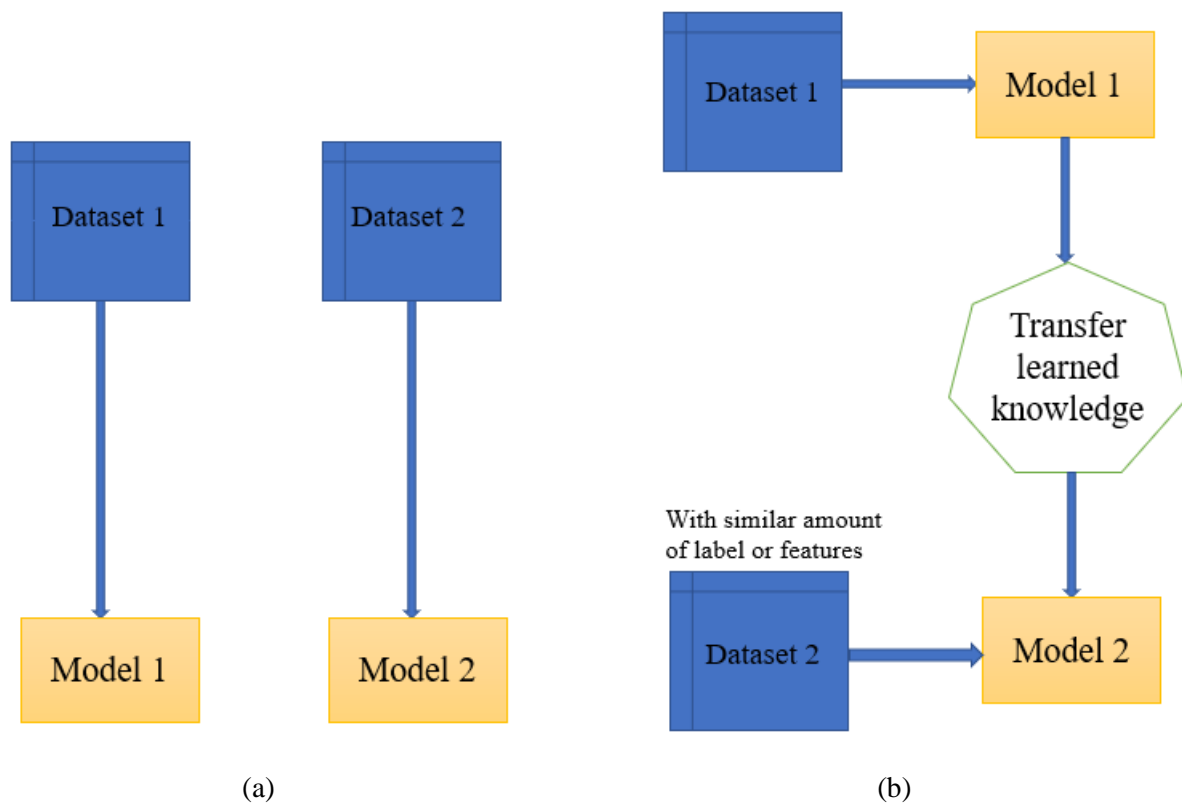 Dataset 1
Dataset 2
Model 1
Model 2
(a)
Dataset 1
Model 1
Transfer
learned
knowledge
With similar amount
of label or features
Dataset 2
Model 2
(b)